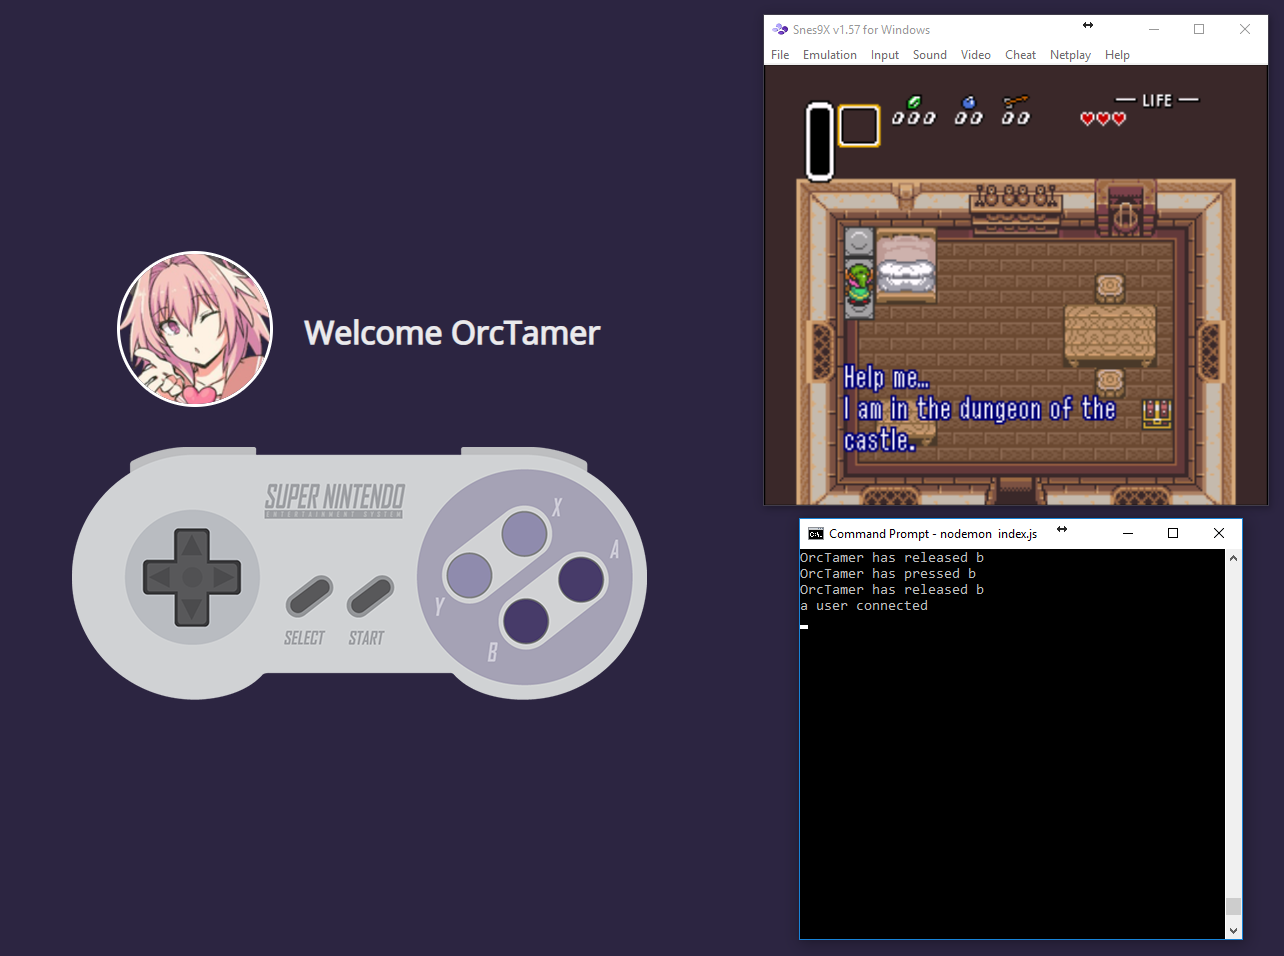 Welcome OrcTamer
SUPER NINTENDO
ENTERTAINMENT SYSTEM
X
A
Y
B
SELECT
START
Snes9X v1.57 for Windows
File Emulation Input Sound Video Cheat Netplay Help
LIFE
000 00 00
Help me...
I am in the dungeon of the
castle.
Command Prompt - nodemon index.js
OrcTamer has released b
OrcTamer has pressed b
OrcTamer has released b
a user connected